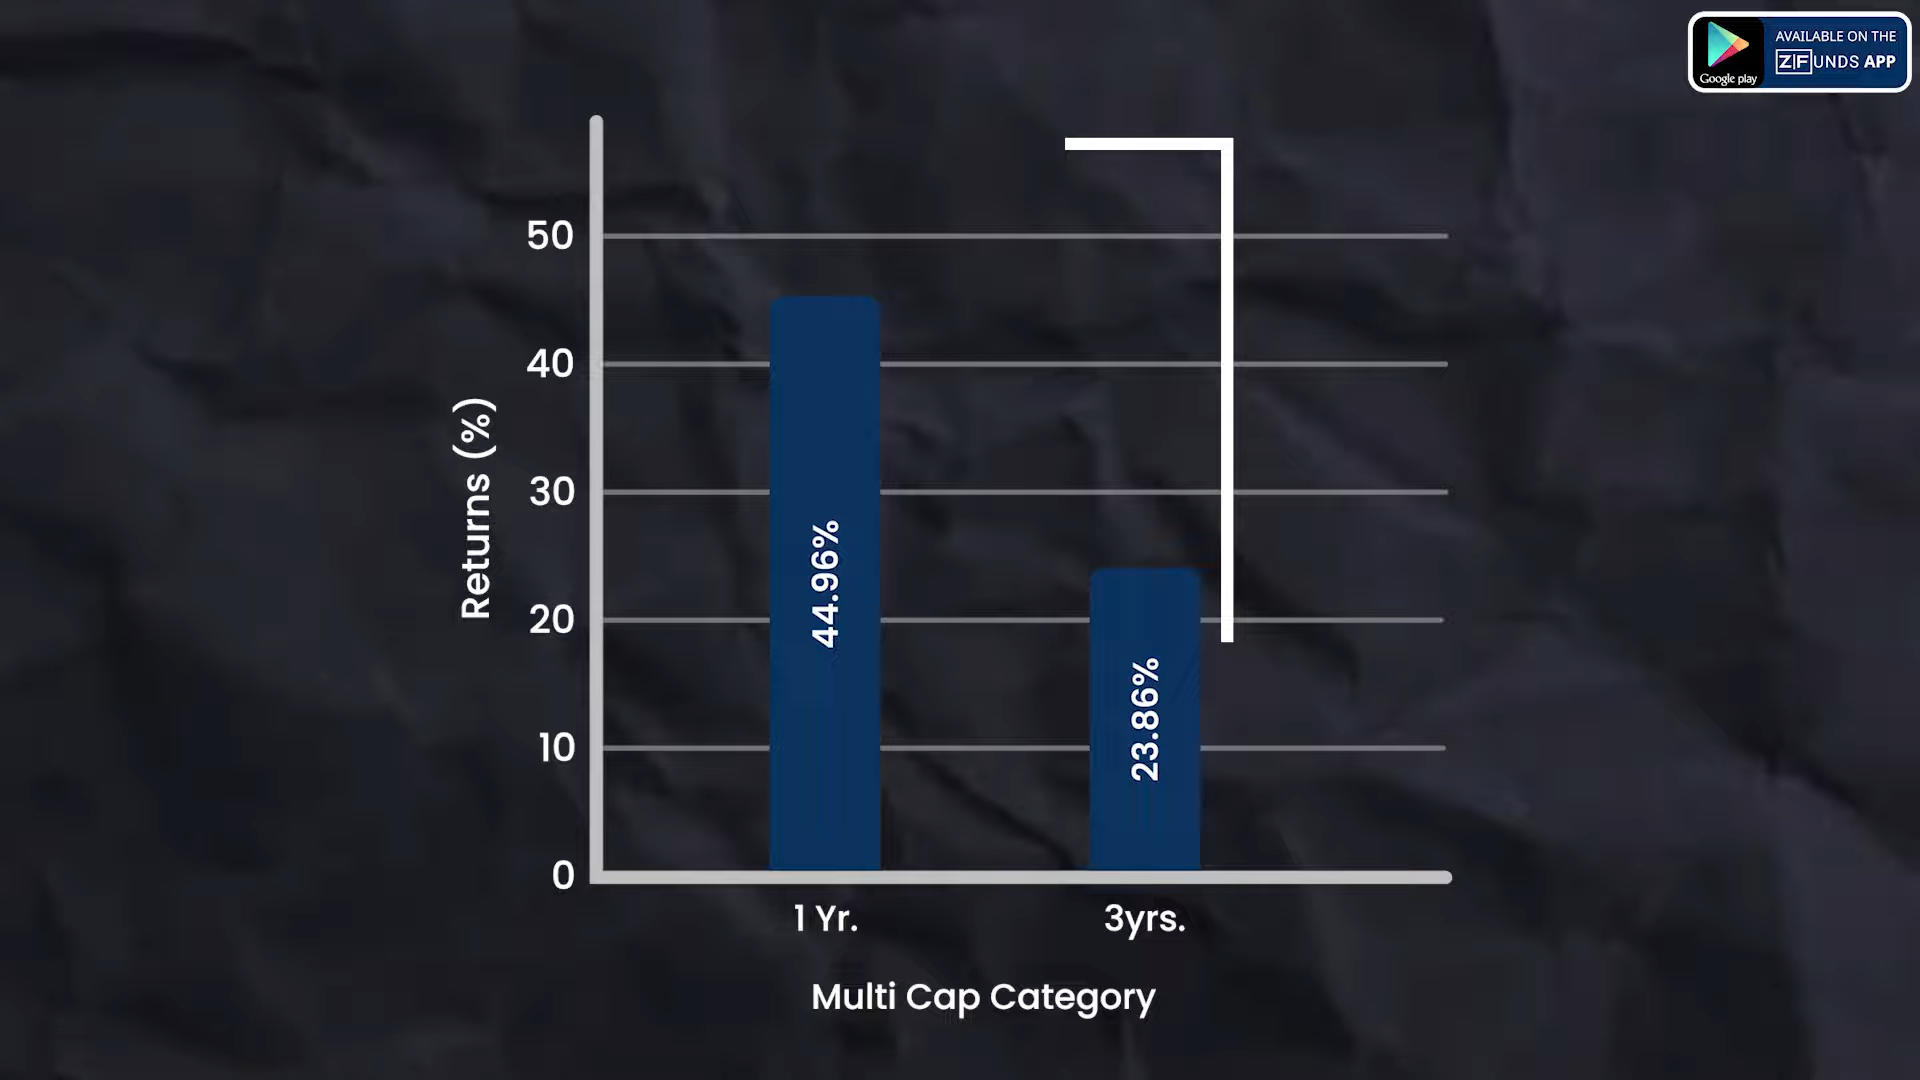 AVAILABLE ON THE
ZFUNDS APP
Google play
50
40
30
20
10
0
Returns (%)
44.96%
23.86%
1 Yr.
3yrs.
Multi Cap Category